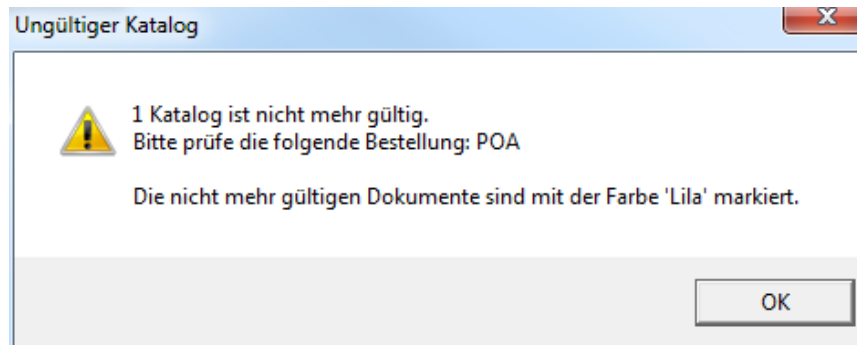 Ungültiger Katalog
1 Katalog ist nicht mehr gültig.
Bitte prüfe die folgende Bestellung: POA
Die nicht mehr gültigen Dokumente sind mit der Farbe 'Lila' markiert.
OK